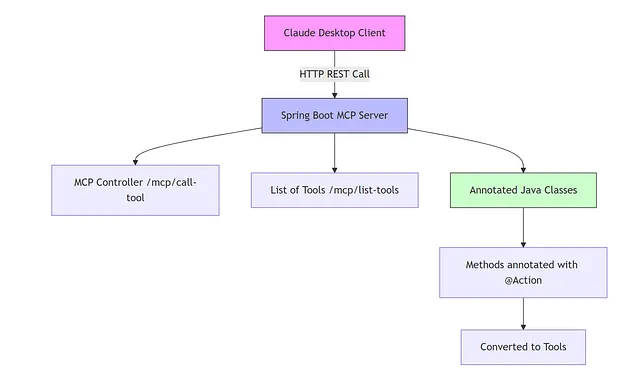 Claude Desktop Client
HTTP REST Call
Spring Boot MCP Server
MCP Controller /mcp/call-
tool
List of Tools /mcp/list-tools
Annotated Java Classes
Methods annotated with
@Action
Converted to Tools